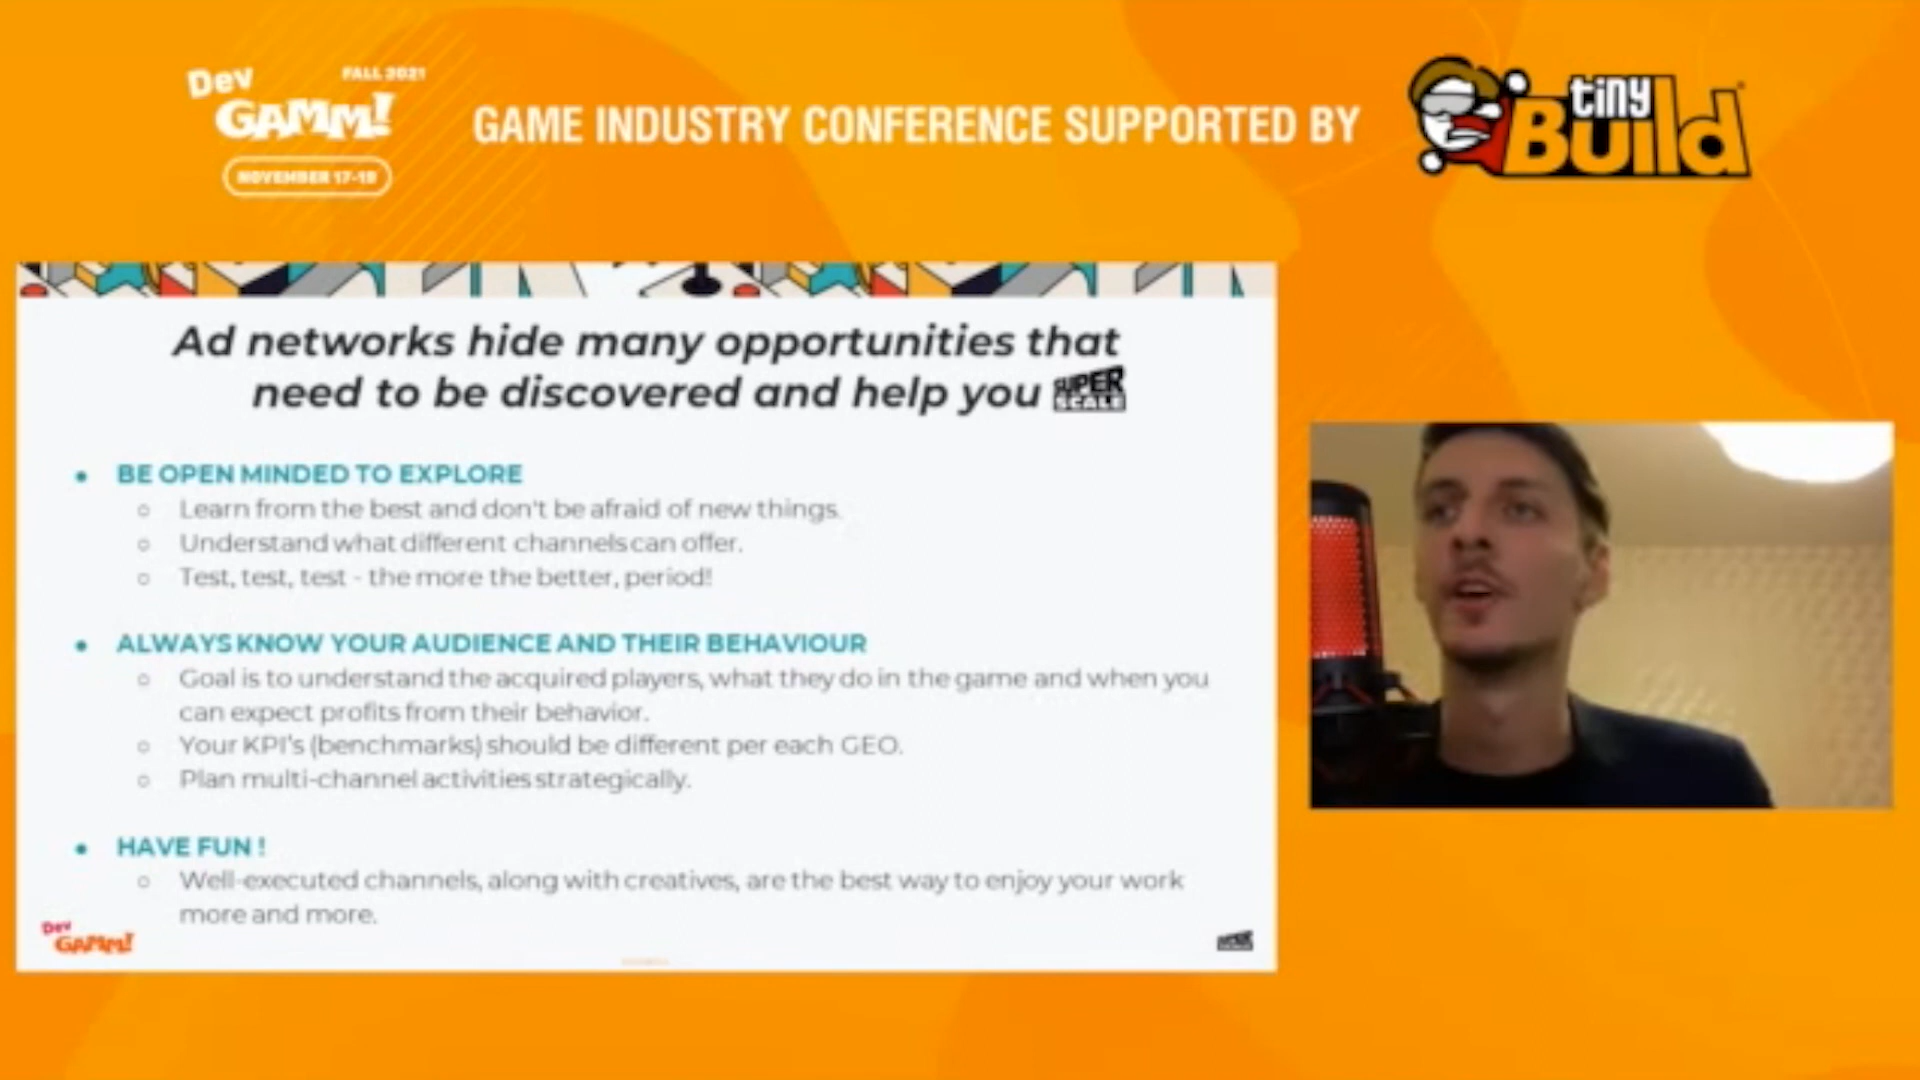 Dev
FALL 2021
GAMM!
NOVEMBER 17-19
GAME INDUSTRY CONFERENCE SUPPORTED BY
tiny
Build
Ad networks hide many opportunities that
need to be discovered and help you SUPER
SCALE
BE OPEN MINDED TO EXPLORE
Learn from the best and don't be afraid of new things.
Understand what different channels can offer.
Test, test, test - the more the better, period!
ALWAYS KNOW YOUR AUDIENCE AND THEIR BEHAVIOUR
Goal is to understand the acquired players, what they do in the game and when you
can expect profits from their behavior.
Your KPI's (benchmarks) should be different per each GEO.
Plan multi-channel activities strategically.
HAVE FUN !
Well-executed channels, along with creatives, are the best way to enjoy your work
more and more.
Dev
GAMM!